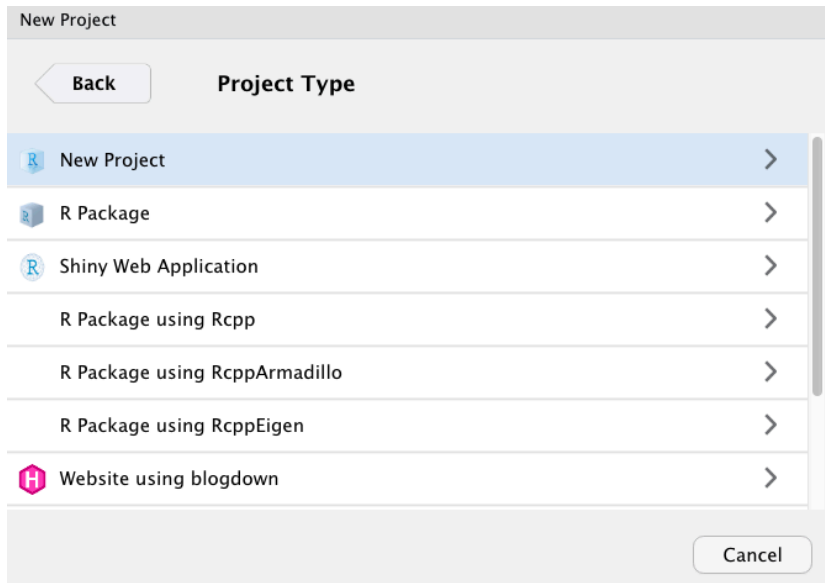 New Project
Back
Project Type
R New Project
R R Package
R Shiny Web Application
R Package using Rcpp
R Package using RcppArmadillo
R Package using RcppEigen
H Website using blogdown
Cancel